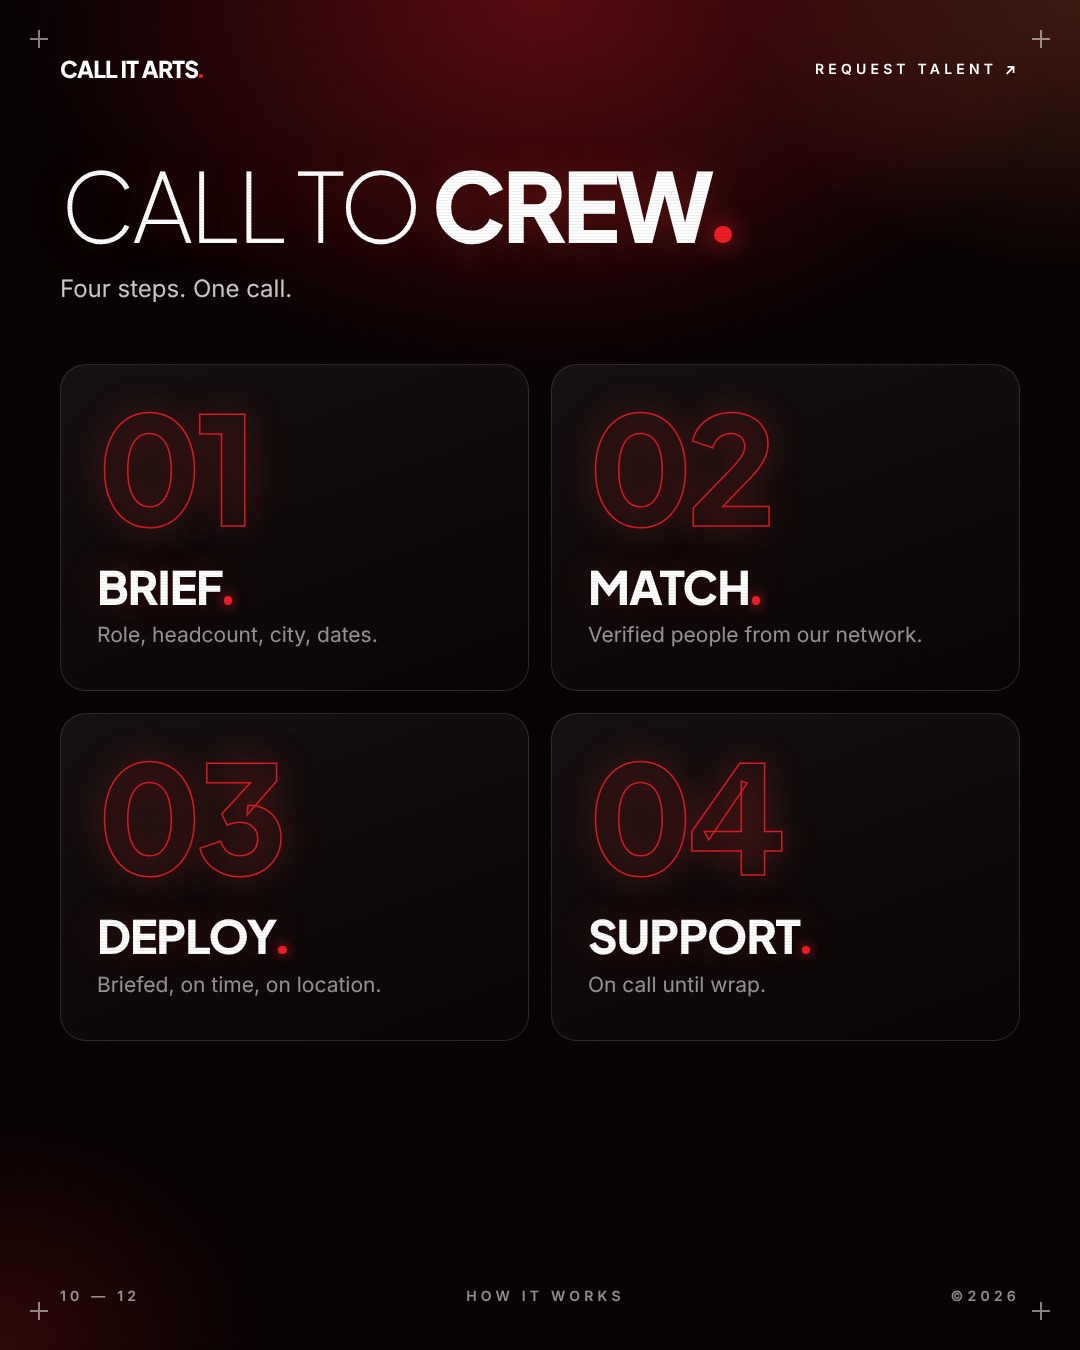 CALL IT ARTS.
REQUEST TALENT ↗
CALL TO CREW.
Four steps. One call.
01
BRIEF.
Role, headcount, city, dates.
02
MATCH.
Verified people from our network.
03
DEPLOY.
Briefed, on time, on location.
04
SUPPORT.
On call until wrap.
10 — 12
HOW IT WORKS
©2026